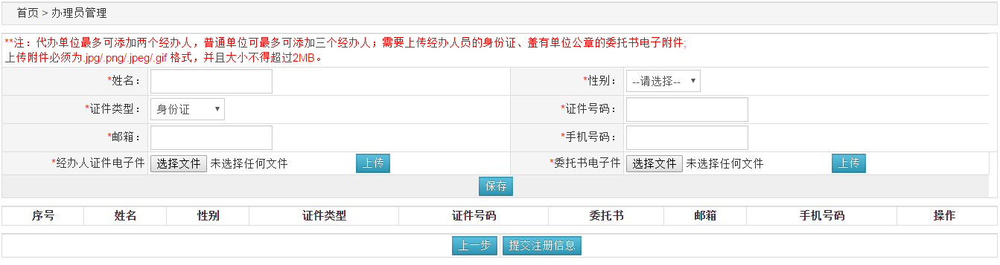 首页 > 办理员管理
**注：代办单位最多可添加两个经办人，普通单位可最多可添加三个经办人；需要上传经办人员的身份证、盖有单位公章的委托书电子附件;
上传附件必须为.jpg/.png/.jpeg/.gif 格式，并且大小不得超过2MB。
*姓名： *性别： --请选择--
*证件类型： 身份证 *证件号码：
*邮箱： *手机号码：
*经办人证件电子件 选择文件 未选择任何文件 上传 *委托书电子件 选择文件 未选择任何文件 上传
保存
序号 姓名 性别 证件类型 证件号码 委托书 邮箱 手机号码 操作
上一步 提交注册信息